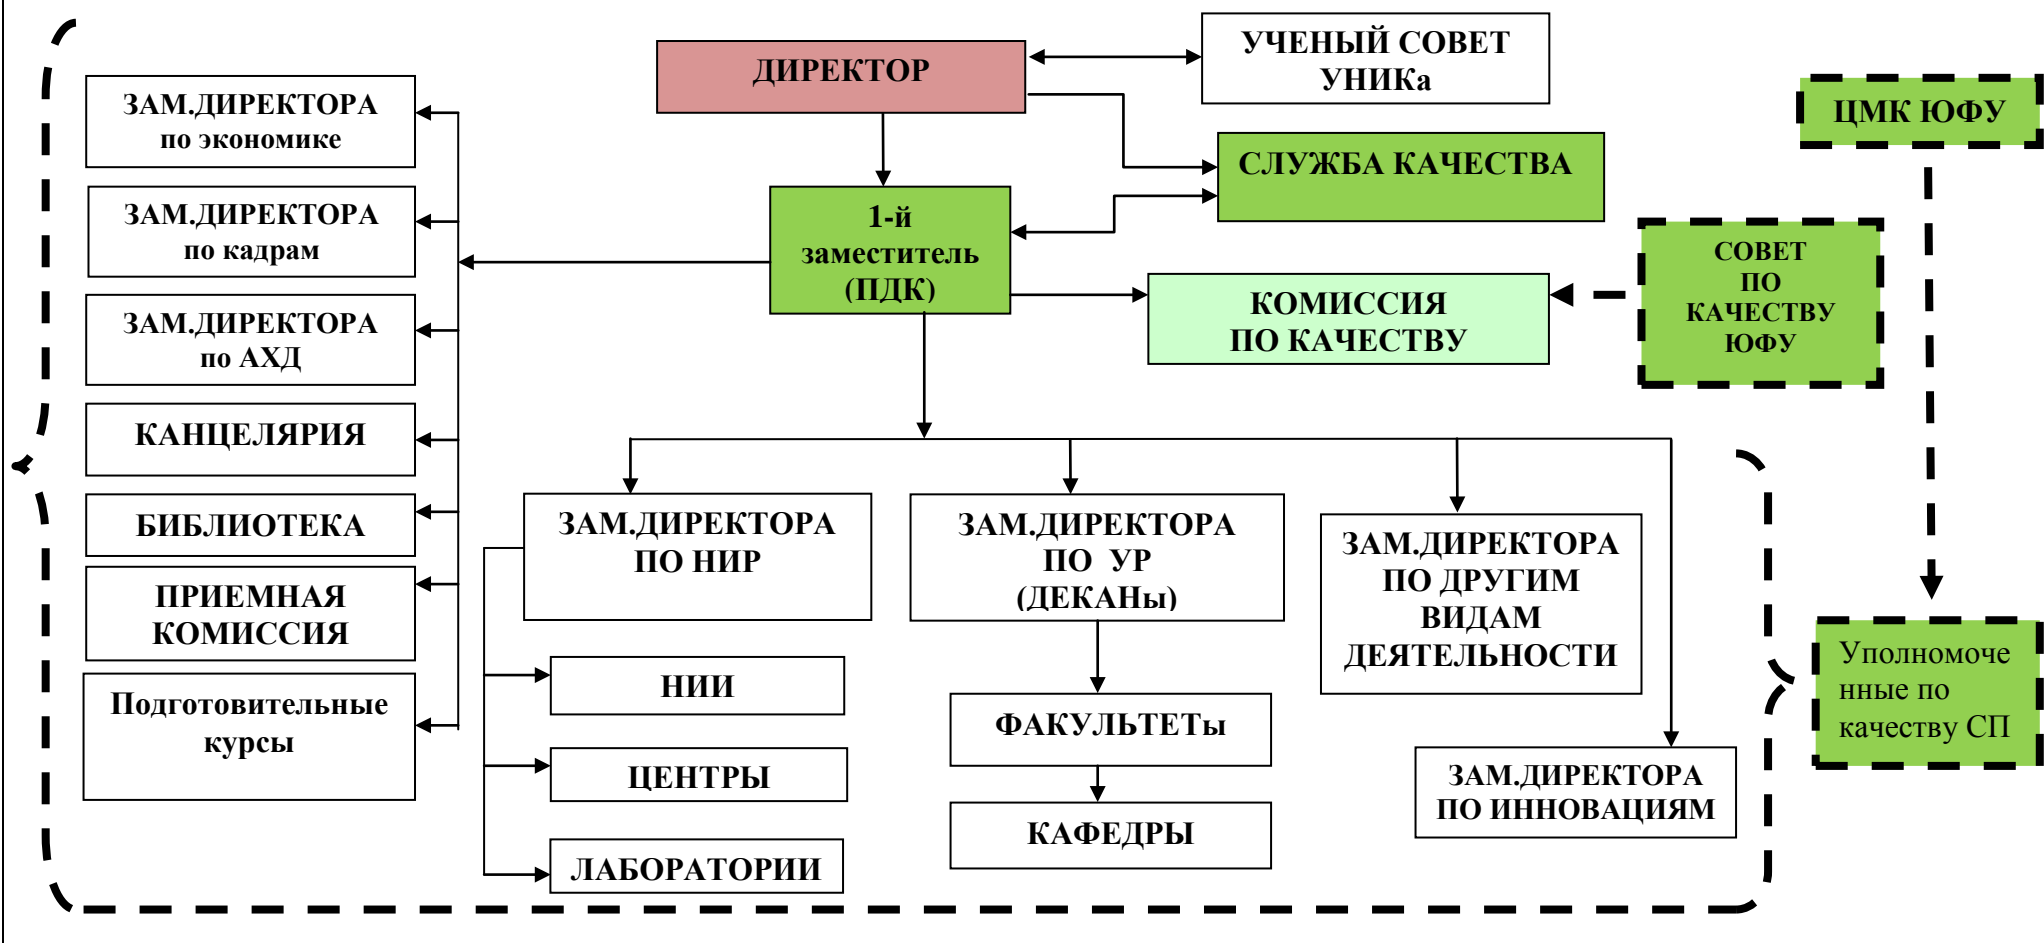 ДИРЕКТОР
УЧЕНЫЙ СОВЕТ
УНИКа
ЗАМ.ДИРЕКТОРА
по экономике
ЦМК ЮФУ
СЛУЖБА КАЧЕСТВА
ЗАМ.ДИРЕКТОРА
по кадрам
1-й
заместитель
(ПДК)
СОВЕТ
ПО
КАЧЕСТВУ
ЮФУ
КОМИССИЯ
ПО КАЧЕСТВУ
ЗАМ.ДИРЕКТОРА
по АХД
КАНЦЕЛЯРИЯ
БИБЛИОТЕКА
ПРИЕМНАЯ
КОМИССИЯ
Подготовительные
курсы
ЗАМ.ДИРЕКТОРА
ПО НИР
НИИ
ЦЕНТРЫ
ЛАБОРАТОРИИ
ЗАМ.ДИРЕКТОРА
ПО УР
(ДЕКАНы)
ФАКУЛЬТЕТы
КАФЕДРЫ
ЗАМ.ДИРЕКТОРА
ПО ДРУГИМ
ВИДАМ
ДЕЯТЕЛЬНОСТИ
ЗАМ.ДИРЕКТОРА
ПО ИННОВАЦИЯМ
Уполномоче
нные по
качеству СП